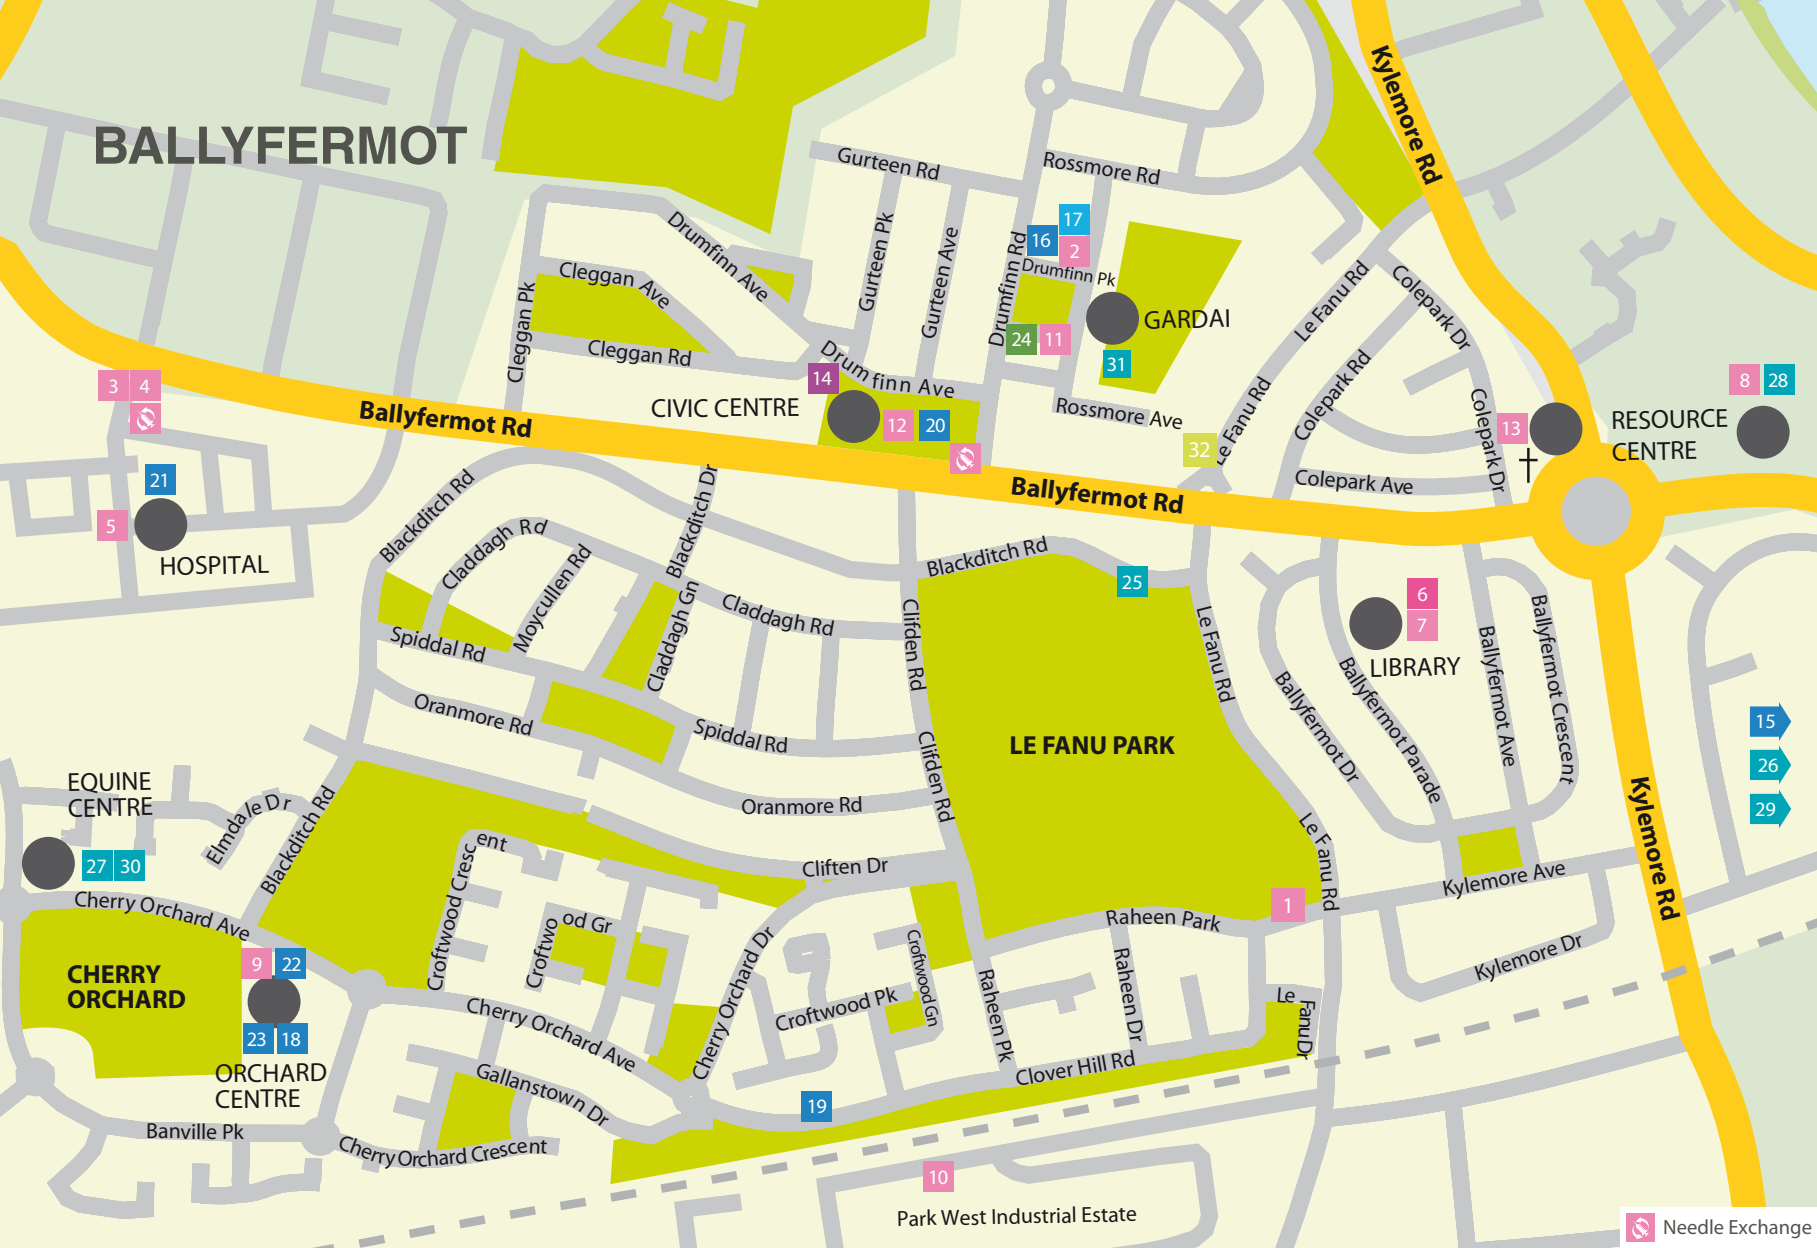 BALLYFERMOT
Kylemore Rd
Gurteen Rd
Rossmore Rd
Drumfinn Ave
Gurteen Pk
Gurteen Ave
Drumfinn Rd
16
17
2
Drumfinn Pk
Cleggan Ave
Cleggan Pk
Cleggan Rd
24
11
GARDAI
31
Le Fanu Rd
Colepark Dr
Drumfinn Ave
14
CIVIC CENTRE
12
20
Rossmore Ave
Le Fanu Rd
Colepark Rd
Colepark Dr
32
13
8
28
RESOURCE
CENTRE
3
4
Ballyfermot Rd
Ballyfermot Rd
Colepark Ave
21
5
HOSPITAL
Blackditch Rd
Claddagh Rd
Moycullen Rd
Blackditch Dr
Blackditch Rd
25
Claddagh Gn
Claddagh Rd
Spiddal Rd
Clifden Rd
Le Fanu Rd
6
7
LIBRARY
Ballyfermot Dr
Ballyfermot Parade
Ballyfermot Ave
Ballyfermot Crescent
Oranmore Rd
Spiddal Rd
Clifden Rd
LE FANU PARK
15
26
29
Kylemore Rd
EQUINE
CENTRE
Elmdale Dr
Blackditch Rd
Oranmore Rd
27
30
Croftwood Crescent
Cliften Dr
Le Fanu Rd
Kylemore Ave
Cherry Orchard Ave
Croftwood Gr
1
Raheen Park
CHERRY
ORCHARD
9
22
23
18
ORCHARD
CENTRE
Cherry Orchard Dr
Croftwood Gn
Croftwood Pk
Raheen Pk
Raheen Dr
Kylemore Dr
Le Fanu Dr
Cherry Orchard Ave
Clover Hill Rd
Gallanstown Dr
19
Banville Pk
Cherry Orchard Crescent
10
Park West Industrial Estate
Needle Exchange